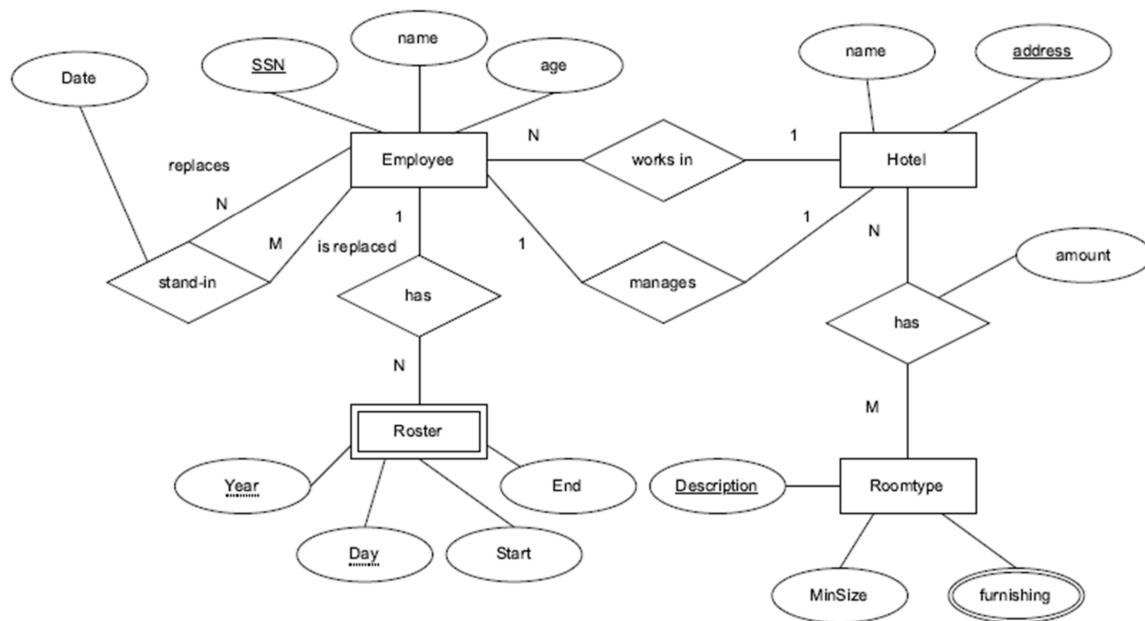 name
name
address
SSN
age
Date
N
1
Employee
works in
Hotel
replaces
N
1
1
N
M
is replaced
1
amount
stand-in
has
manages
has
N
M
Roster
Year
End
Description
Roomtype
Day
Start
MinSize
furnishing